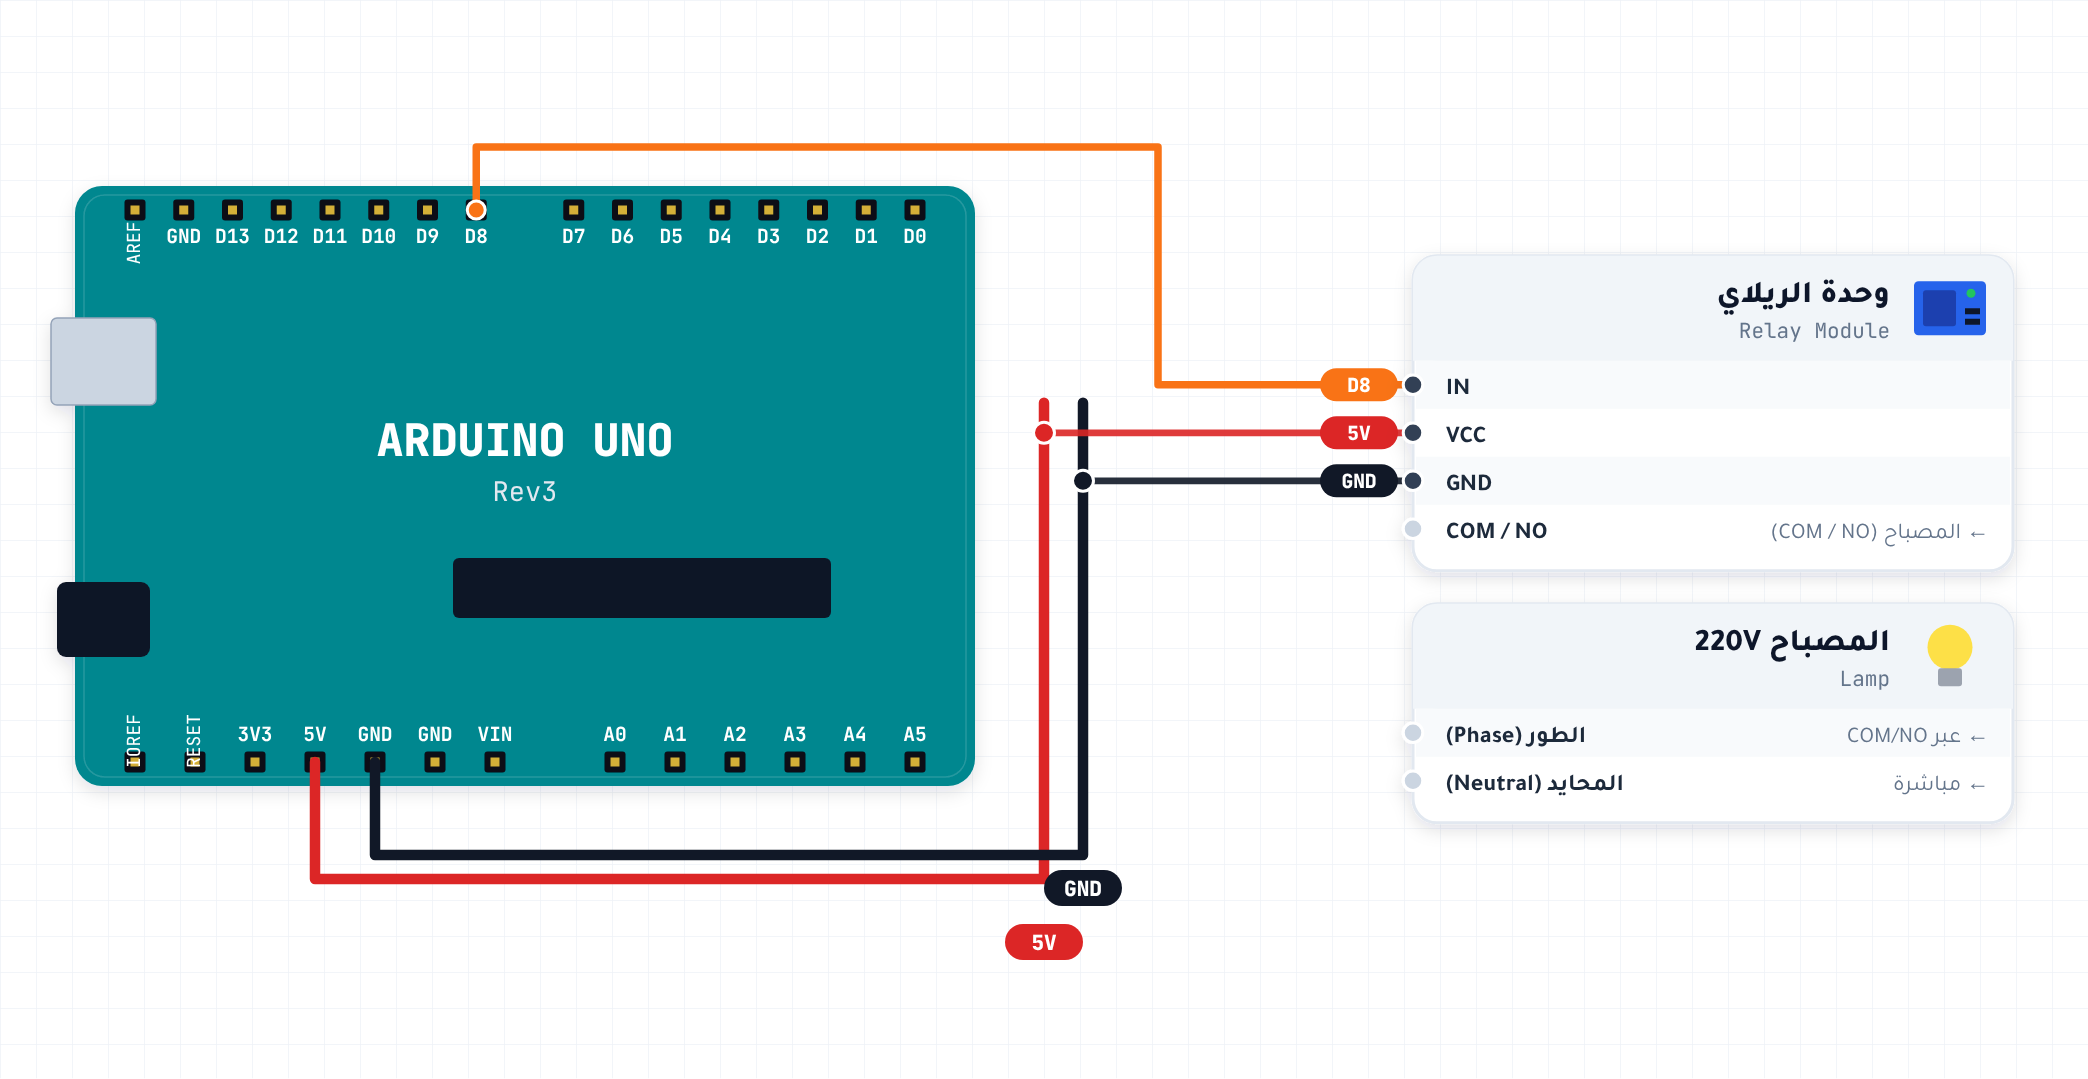 AREF
GND D13 D12 D11 D10 D9 D8 D7 D6 D5 D4 D3 D2 D1 D0
ARDUINO UNO
Rev3
IOREF RESET 3V3 5V GND GND VIN A0 A1 A2 A3 A4 A5
GND
5V
وحدة الريلاي
Relay Module
D8 IN
5V VCC
GND GND
COM / NO ← المصباح (COM / NO)
المصباح 220V
Lamp
الطور (Phase) ← عبر COM/NO
المحايد (Neutral) ← مباشرة